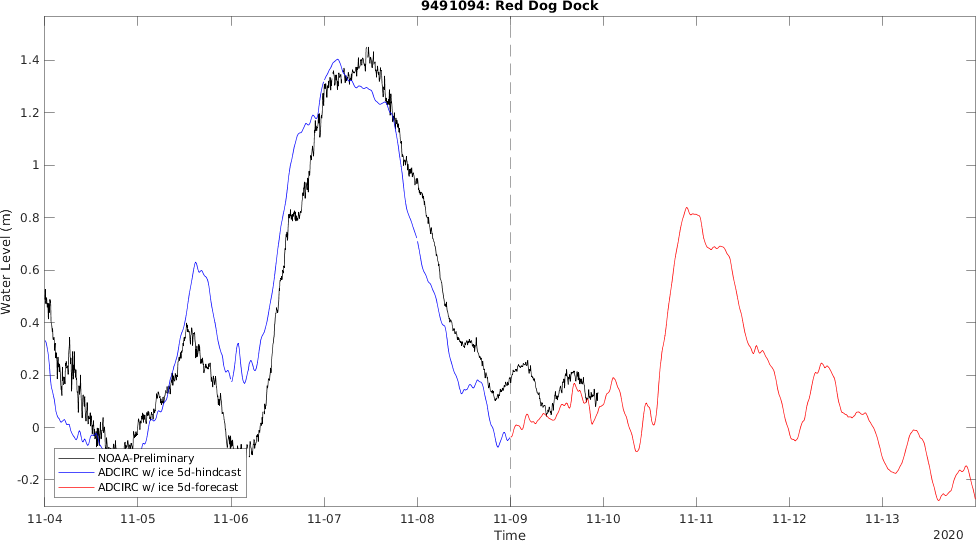 9491094: Red Dog Dock
Water Level (m)
1.4
1.2
1
0.8
0.6
0.4
0.2
0
-0.2
NOAA-Preliminary
ADCIRC w/ ice 5d-hindcast
ADCIRC w/ ice 5d-forecast
11-04 11-05 11-06 11-07 11-08 11-09 11-10 11-11 11-12 11-13
Time
2020